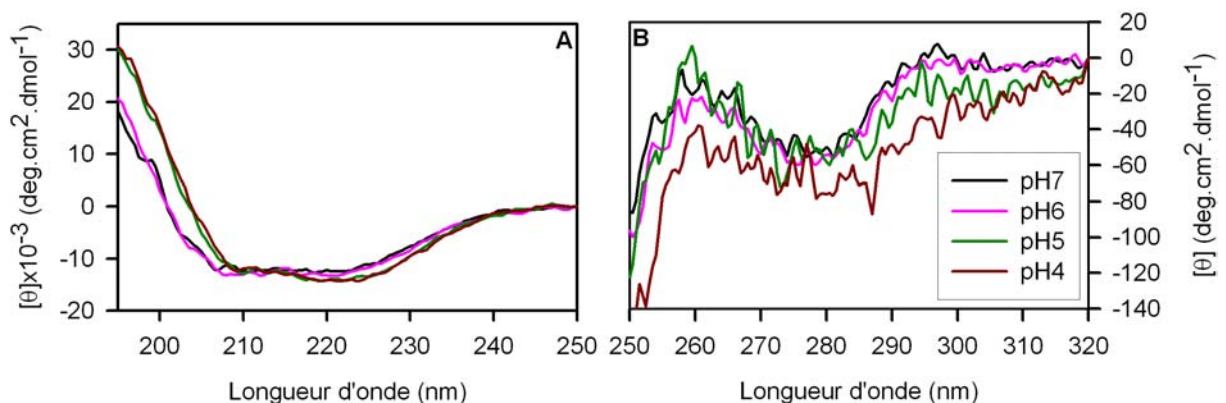 A
[θ]x10⁻³ (deg.cm².dmol⁻¹)
30
20
10
0
-10
-20
200
210
220
230
240
250
Longueur d'onde (nm)
B
20
0
-20
-40
-60
-80
-100
-120
-140
[θ] (deg.cm².dmol⁻¹)
pH7
pH6
pH5
pH4
250
260
270
280
290
300
310
320
Longueur d'onde (nm)